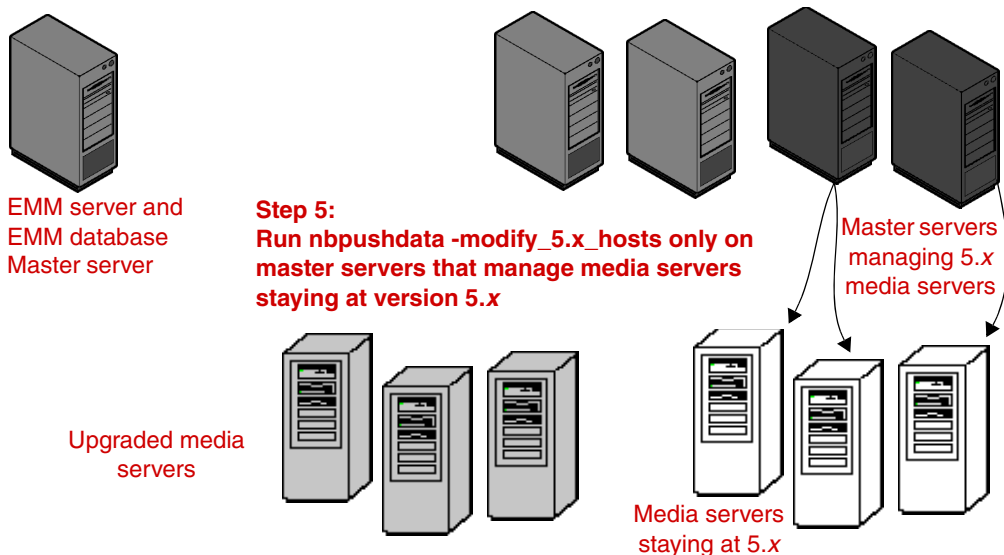 EMM server and
EMM database
Master server
Step 5:
Run nbpushdata -modify_5.x_hosts only on
master servers that manage media servers
staying at version 5.x
Master servers
managing 5.x
media servers
Upgraded media
servers
Media servers
staying at 5.x